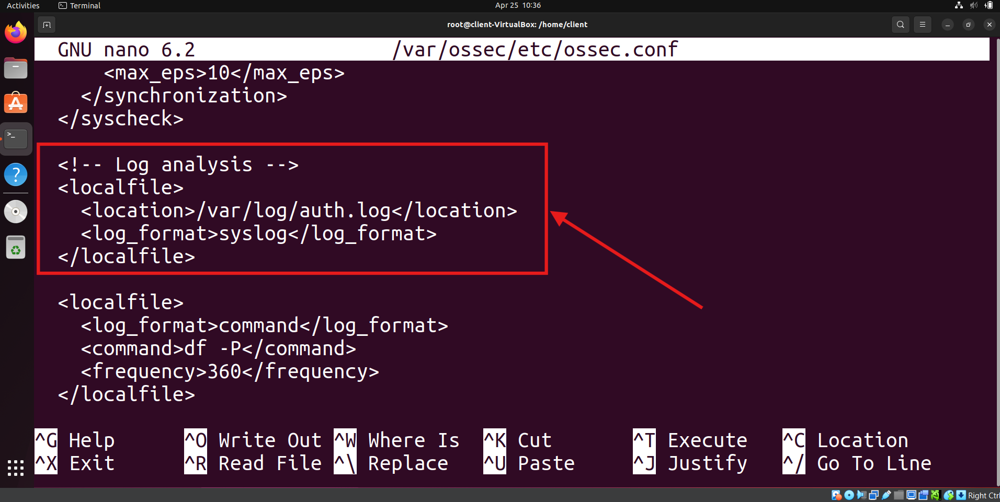 Activities Terminal Apr 25 10:36
root@client-VirtualBox: /home/client
GNU nano 6.2 /var/ossec/etc/ossec.conf
<max_eps>10</max_eps>
</synchronization>
</syscheck>
<!-- Log analysis -->
<localfile>
<location>/var/log/auth.log</location>
<log_format>syslog</log_format>
</localfile>
<localfile>
<log_format>command</log_format>
<command>df -P</command>
<frequency>360</frequency>
</localfile>
^G Help ^O Write Out ^W Where Is ^K Cut ^T Execute ^C Location
^X Exit ^R Read File ^\ Replace ^U Paste ^J Justify ^/ Go To Line
Right Ctrl